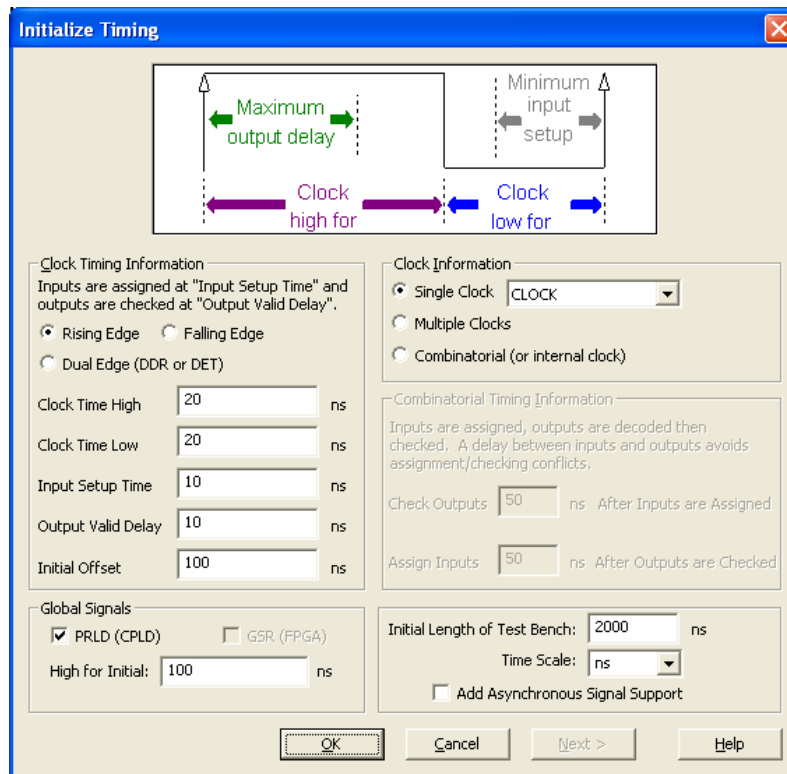 Initialize Timing
Maximum
output delay
Minimum
input
setup
Clock
high for
Clock
low for
Clock Timing Information
Inputs are assigned at "Input Setup Time" and
outputs are checked at "Output Valid Delay".
Rising Edge
Falling Edge
Dual Edge (DDR or DET)
Clock Time High 20 ns
Clock Time Low 20 ns
Input Setup Time 10 ns
Output Valid Delay 10 ns
Initial Offset 100 ns
Clock Information
Single Clock CLOCK
Multiple Clocks
Combinatorial (or internal clock)
Combinatorial Timing Information
Inputs are assigned, outputs are decoded then
checked. A delay between inputs and outputs avoids
assignment/checking conflicts.
Check Outputs 50 ns After Inputs are Assigned
Assign Inputs 50 ns After Outputs are Checked
Global Signals
PRLD (CPLD)
GSR (FPGA)
High for Initial: 100 ns
Initial Length of Test Bench: 2000 ns
Time Scale: ns
Add Asynchronous Signal Support
OK
Cancel
Next >
Help